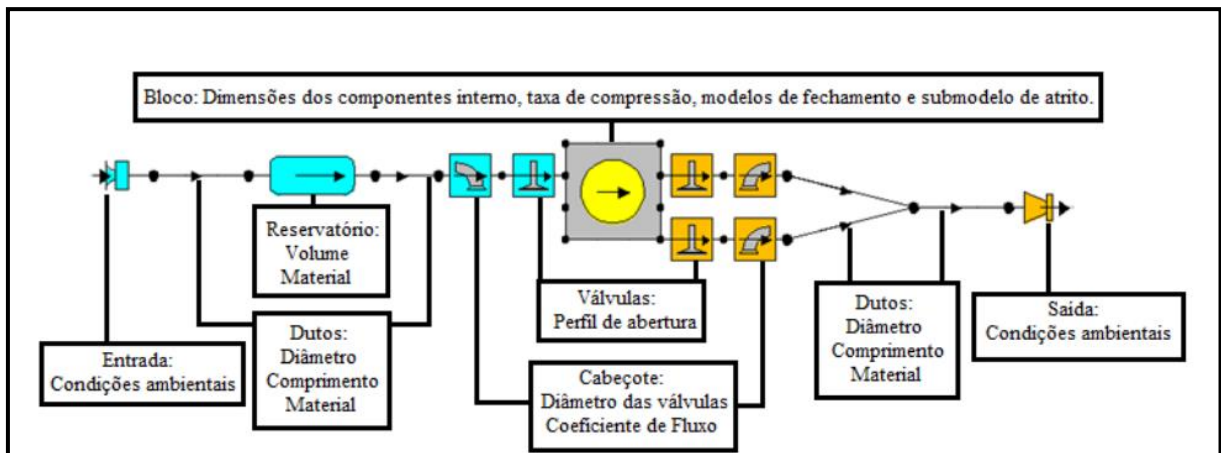 Bloco: Dimensões dos componentes interno, taxa de compressão, modelos de fechamento e submodelo de atrito.
Reservatório:
Volume
Material
Válvulas:
Perfil de abertura
Dutos:
Diâmetro
Comprimento
Material
Saída:
Condições ambientais
Entrada:
Condições ambientais
Dutos:
Diâmetro
Comprimento
Material
Cabeçote:
Diâmetro das válvulas
Coeficiente de Fluxo